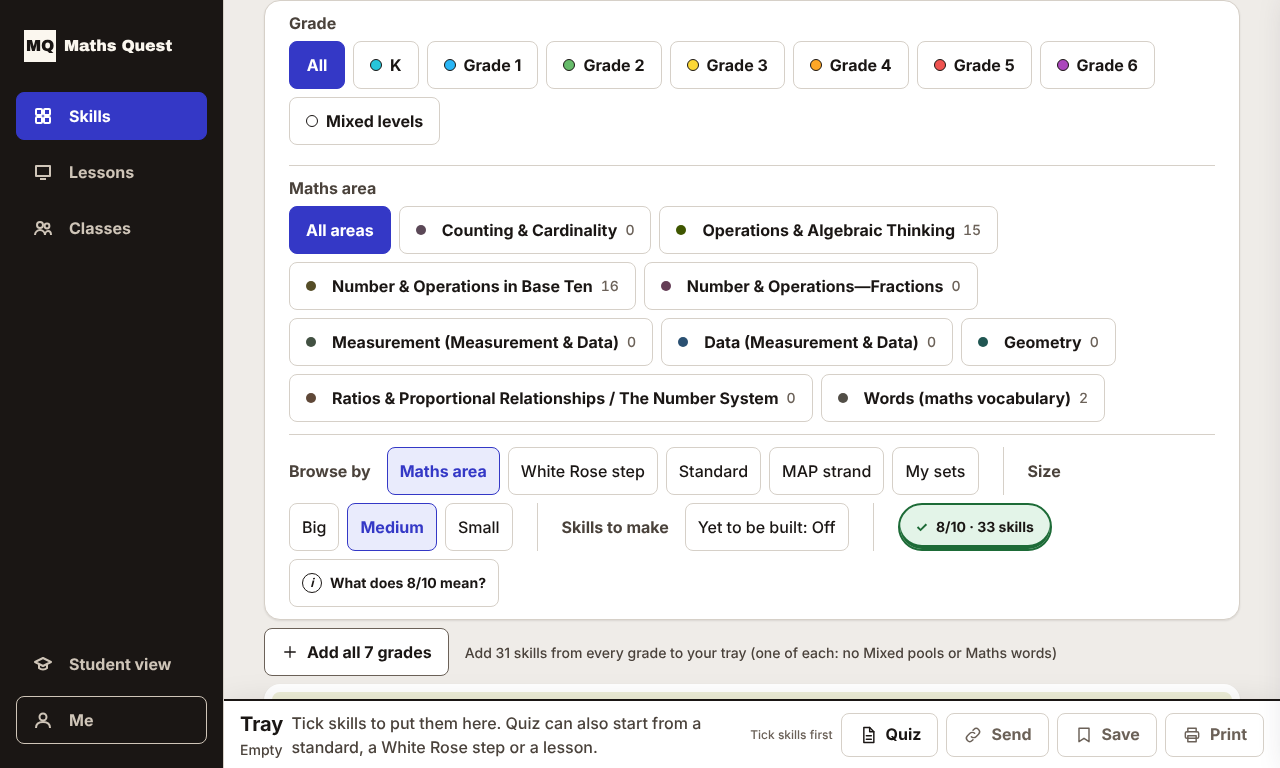 MQ Maths Quest
Skills
Lessons
Classes
Student view
Me
Grade
All K Grade 1 Grade 2 Grade 3 Grade 4 Grade 5 Grade 6
Mixed levels
Maths area
All areas Counting & Cardinality 0 Operations & Algebraic Thinking 15
Number & Operations in Base Ten 16 Number & Operations—Fractions 0
Measurement (Measurement & Data) 0 Data (Measurement & Data) 0 Geometry 0
Ratios & Proportional Relationships / The Number System 0 Words (maths vocabulary) 2
Browse by Maths area White Rose step Standard MAP strand My sets Size
Big Medium Small Skills to make Yet to be built: Off 8/10 · 33 skills
i What does 8/10 mean?
+ Add all 7 grades Add 31 skills from every grade to your tray (one of each: no Mixed pools or Maths words)
Tray Tick skills to put them here. Quiz can also start from a
Empty standard, a White Rose step or a lesson.
Tick skills first Quiz Send Save Print